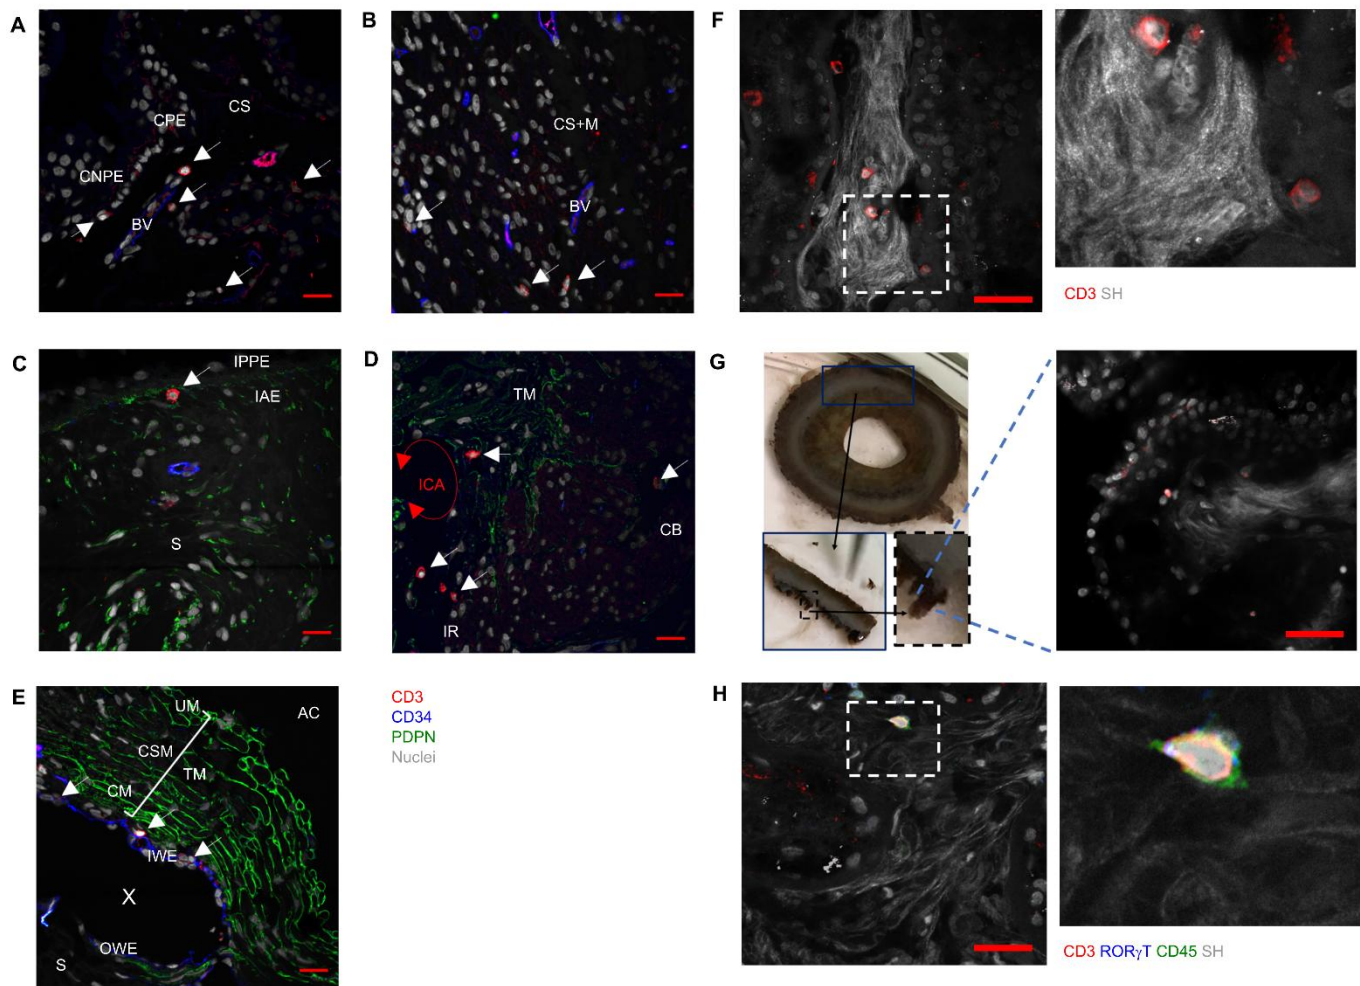 A
CS
CPE
CNPE
BV
B
CS+M
BV
F
CD3 SH
C
IPPE
IAE
S
D
TM
ICA
CB
IR
G
CD3
CD34
PDPN
Nuclei
E
UM
AC
CSM
TM
CM
IWE
X
OWE
S
H
CD3 RORγT CD45 SH